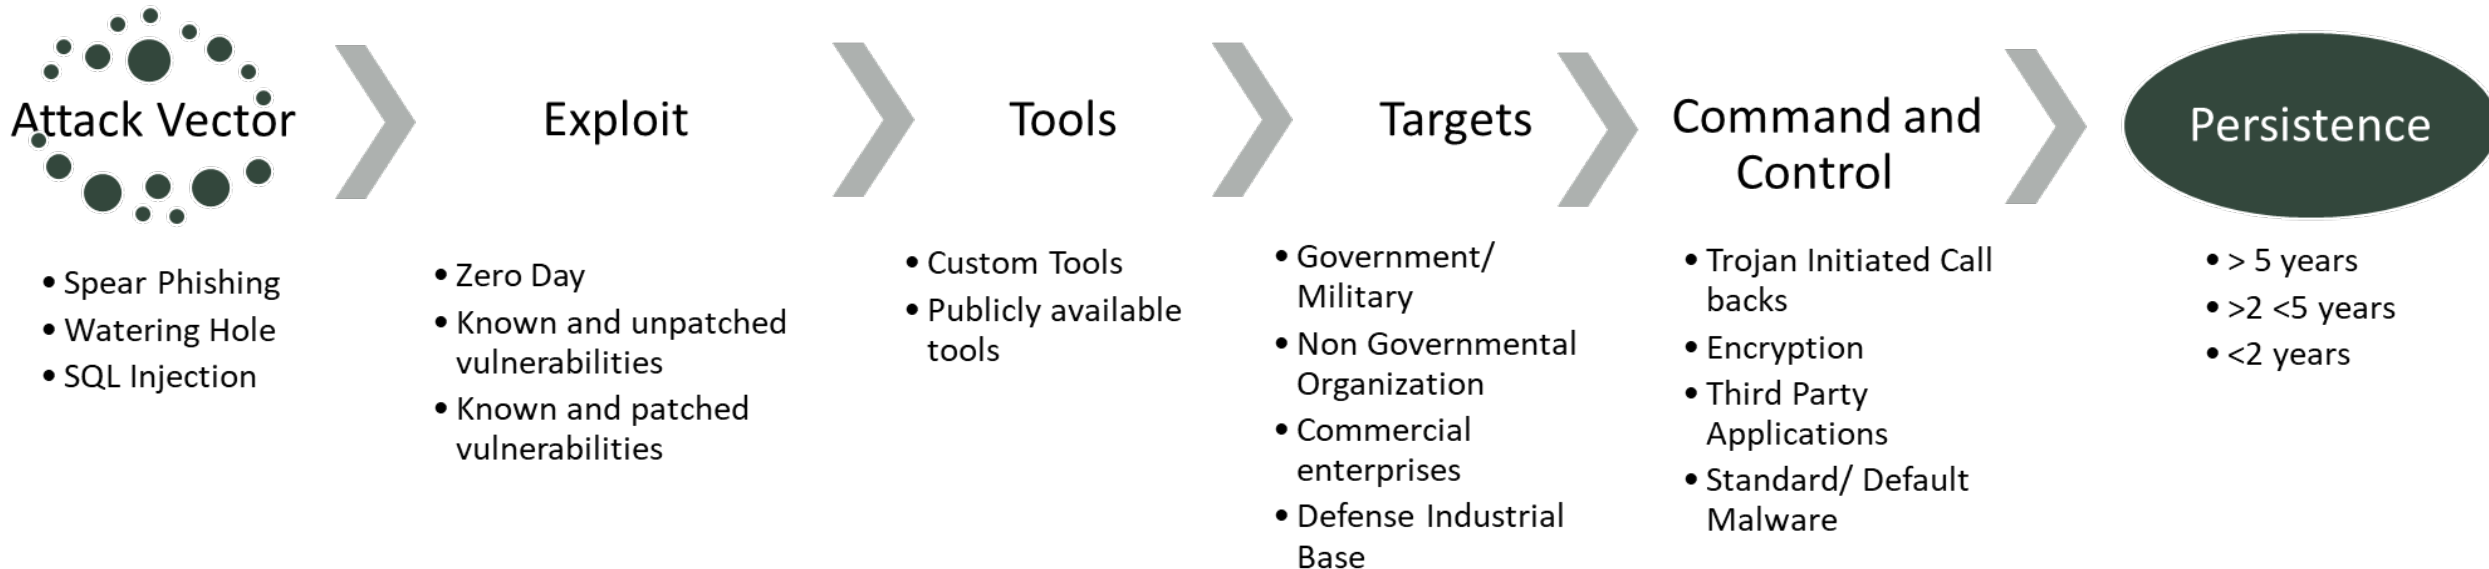 Attack Vector
• Spear Phishing
• Watering Hole
• SQL Injection
Exploit
• Zero Day
• Known and unpatched
vulnerabilities
• Known and patched
vulnerabilities
Tools
• Custom Tools
• Publicly available
tools
Targets
• Government/
Military
• Non Governmental
Organization
• Commercial
enterprises
• Defense Industrial
Base
Command and
Control
• Trojan Initiated Call
backs
• Encryption
• Third Party
Applications
• Standard/ Default
Malware
Persistence
• > 5 years
• >2 <5 years
• <2 years